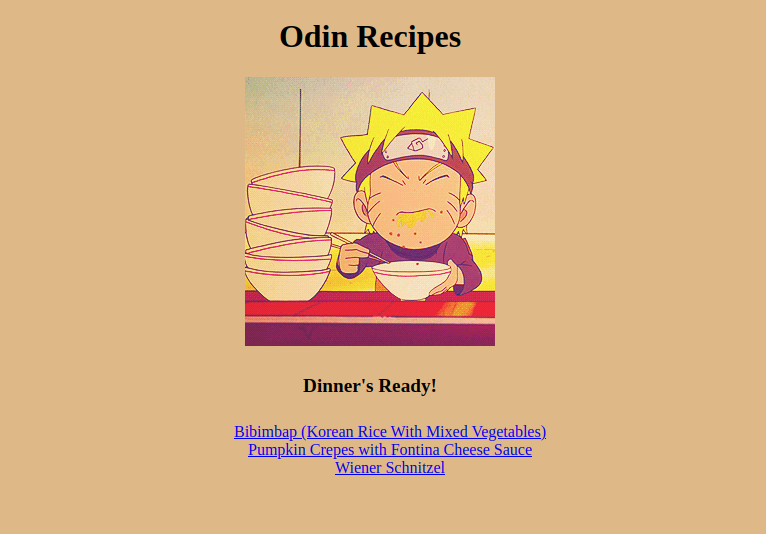 Odin Recipes
Dinner's Ready!
Bibimbap (Korean Rice With Mixed Vegetables)
Pumpkin Crepes with Fontina Cheese Sauce
Wiener Schnitzel